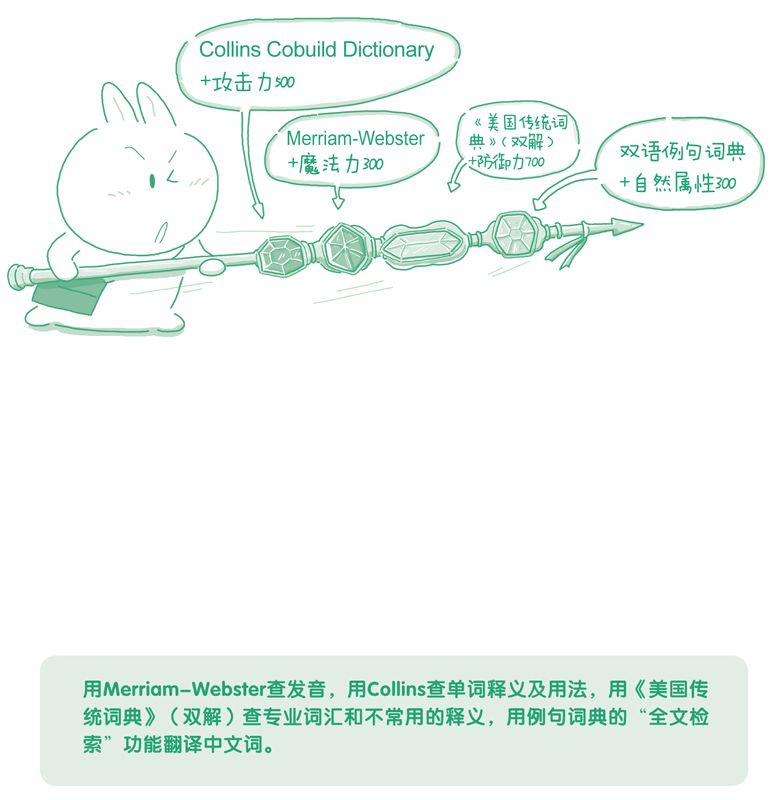 Collins Cobuild Dictionary
+攻击力500
Merriam-Webster
+魔法力300
《美国传统词
典》(双解)
+防御力700
双语例句词典
+自然属性300
用Merriam-Webster查发音，用Collins查单词释义及用法，用《美国传
统词典》（双解）查专业词汇和不常用的释义，用例句词典的“全文检
索”功能翻译中文词。